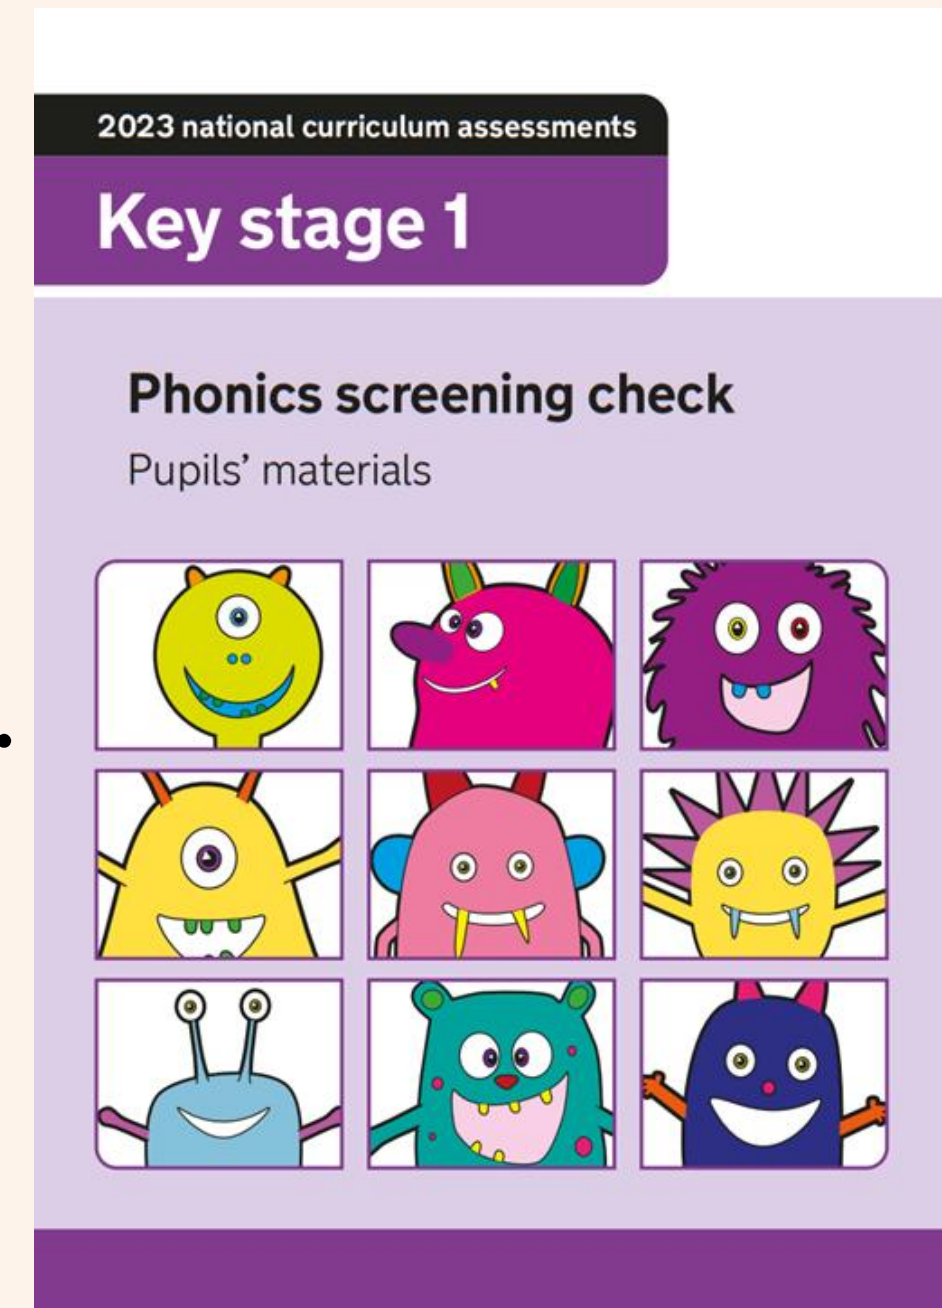 2023 national curriculum assessments
Key stage 1
Phonics screening check
Pupils’ materials